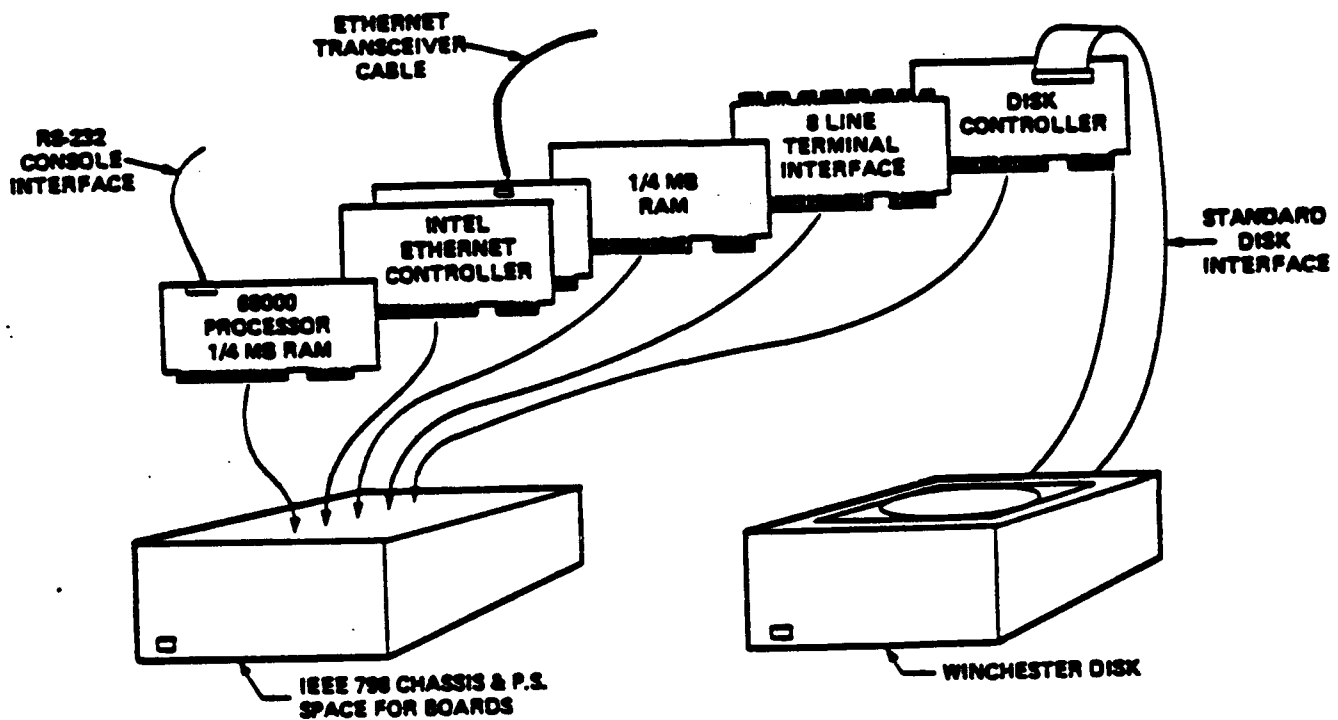 ETHERNET
TRANSCEIVER
CABLE
RS-232
CONSOLE
INTERFACE
DISK
CONTROLLER
8 LINE
TERMINAL
INTERFACE
1/4 MB
RAM
INTEL
ETHERNET
CONTROLLER
68000
PROCESSOR
1/4 MB RAM
STANDARD
DISK
INTERFACE
IEEE 796 CHASSIS & P.S.
SPACE FOR BOARDS
WINCHESTER DISK